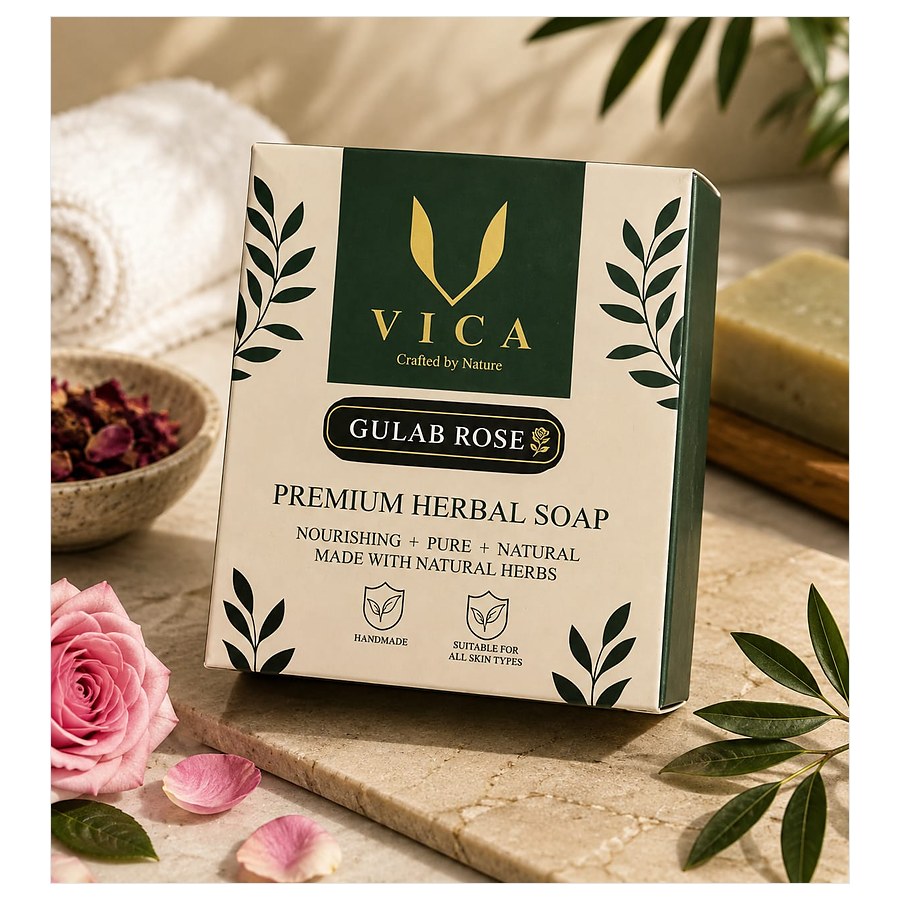 VICA
Crafted by Nature
GULAB ROSE
PREMIUM HERBAL SOAP
NOURISHING + PURE + NATURAL
MADE WITH NATURAL HERBS
HANDMADE
SUITABLE FOR
ALL SKIN TYPES